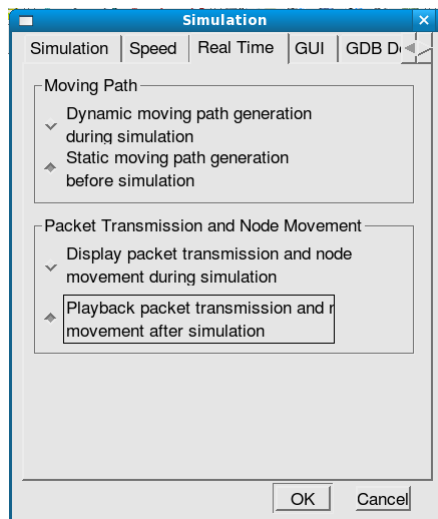 Simulation
Simulation Speed Real Time GUI GDB
Moving Path
Dynamic moving path generation
during simulation
Static moving path generation
before simulation
Packet Transmission and Node Movement
Display packet transmission and node
movement during simulation
Playback packet transmission and
movement after simulation
OK Cancel